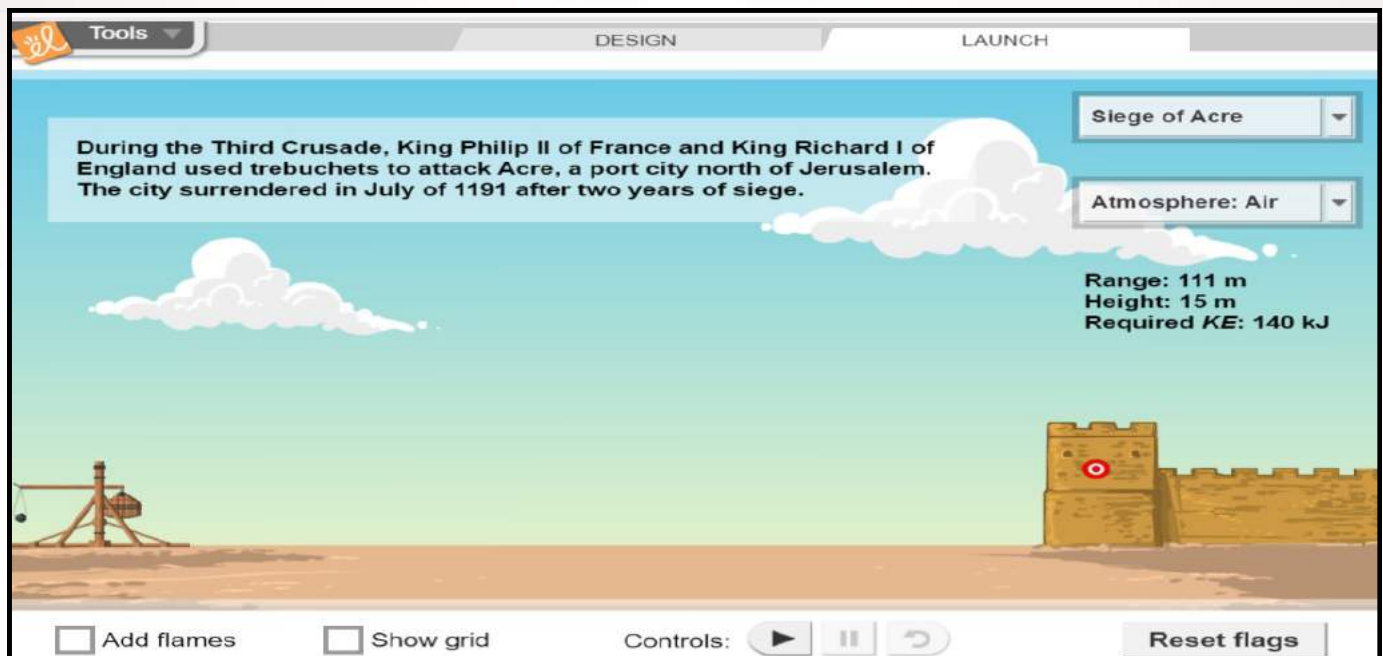 Tools
DESIGN
LAUNCH
Siege of Acre
During the Third Crusade, King Philip II of France and King Richard I of
England used trebuchets to attack Acre, a port city north of Jerusalem.
The city surrendered in July of 1191 after two years of siege.
Atmosphere: Air
Range: 111 m
Height: 15 m
Required KE: 140 kJ
Add flames
Show grid
Controls:
Reset flags